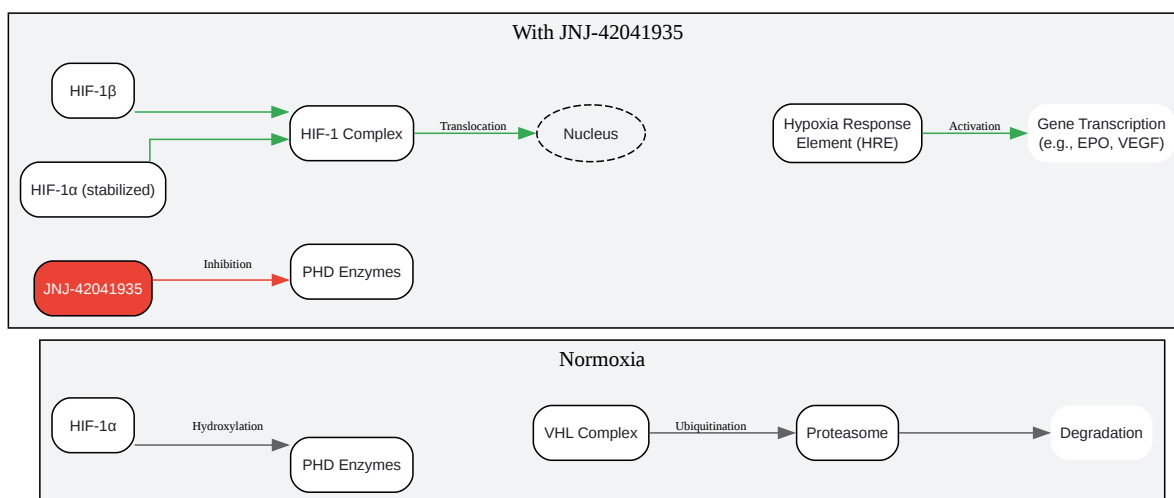 With JNJ-42041935
HIF-1β
HIF-1 Complex
Translocation
Nucleus
Hypoxia Response
Element (HRE)
Activation
Gene Transcription
(e.g., EPO, VEGF)
HIF-1α (stabilized)
JNJ-42041935
Inhibition
PHD Enzymes
Normoxia
HIF-1α
Hydroxylation
PHD Enzymes
VHL Complex
Ubiquitination
Proteasome
Degradation